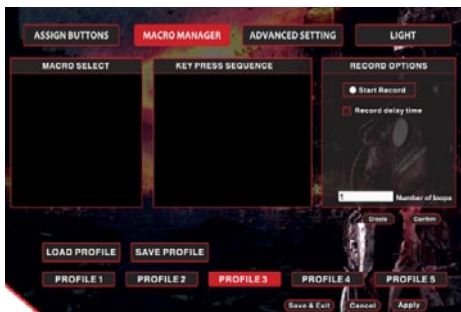 ASSIGN BUTTONS MACRO MANAGER ADVANCED SETTING LIGHT
MACRO SELECT KEY PRESS SEQUENCE RECORD OPTIONS
Start Record
Record delay time
1 Number of loops
Create Confirm
LOAD PROFILE SAVE PROFILE
PROFILE 1 PROFILE 2 PROFILE 3 PROFILE 4 PROFILE 5
Save & Exit Cancel Apply